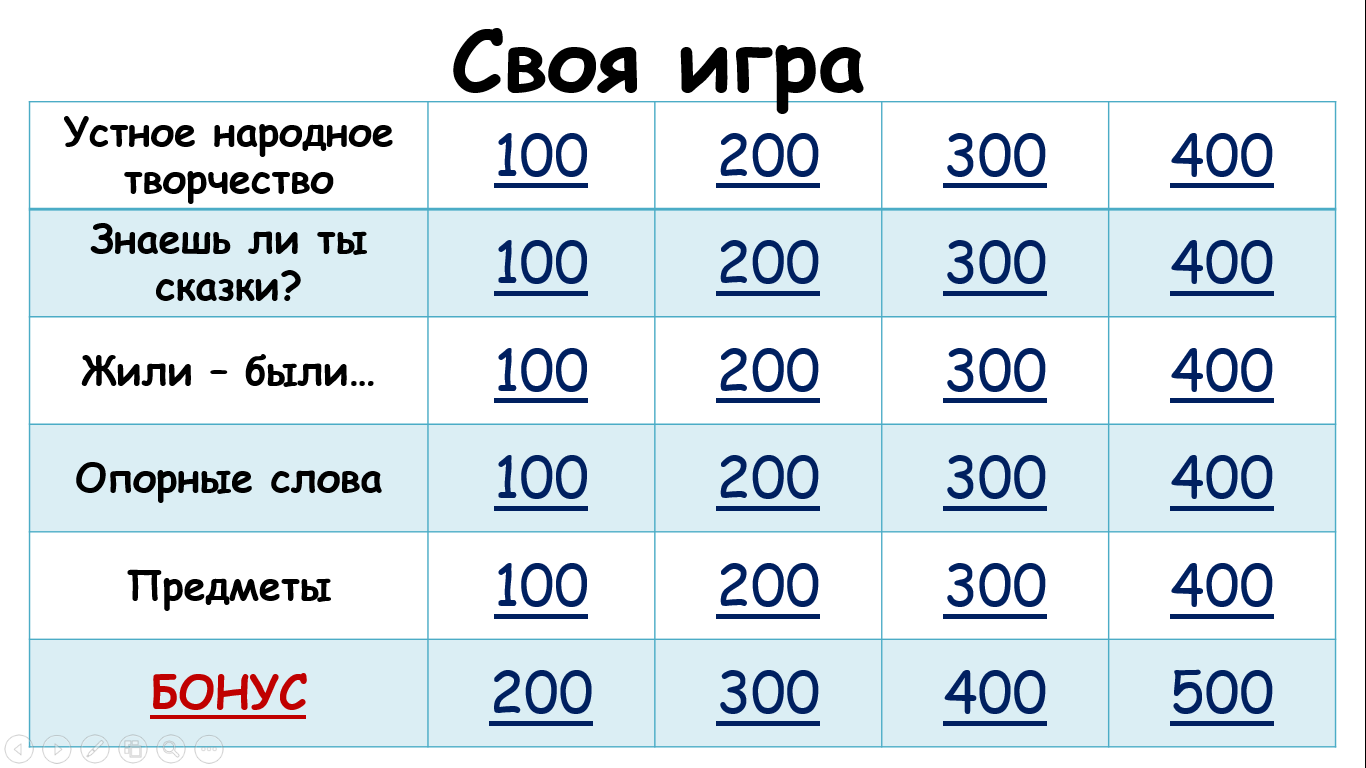 Своя игра
Устное народное
творчество
100 200 300 400
Знаешь ли ты
сказки?
100 200 300 400
Жили – были…
100 200 300 400
Опорные слова
100 200 300 400
Предметы
100 200 300 400
БОНУС
200 300 400 500